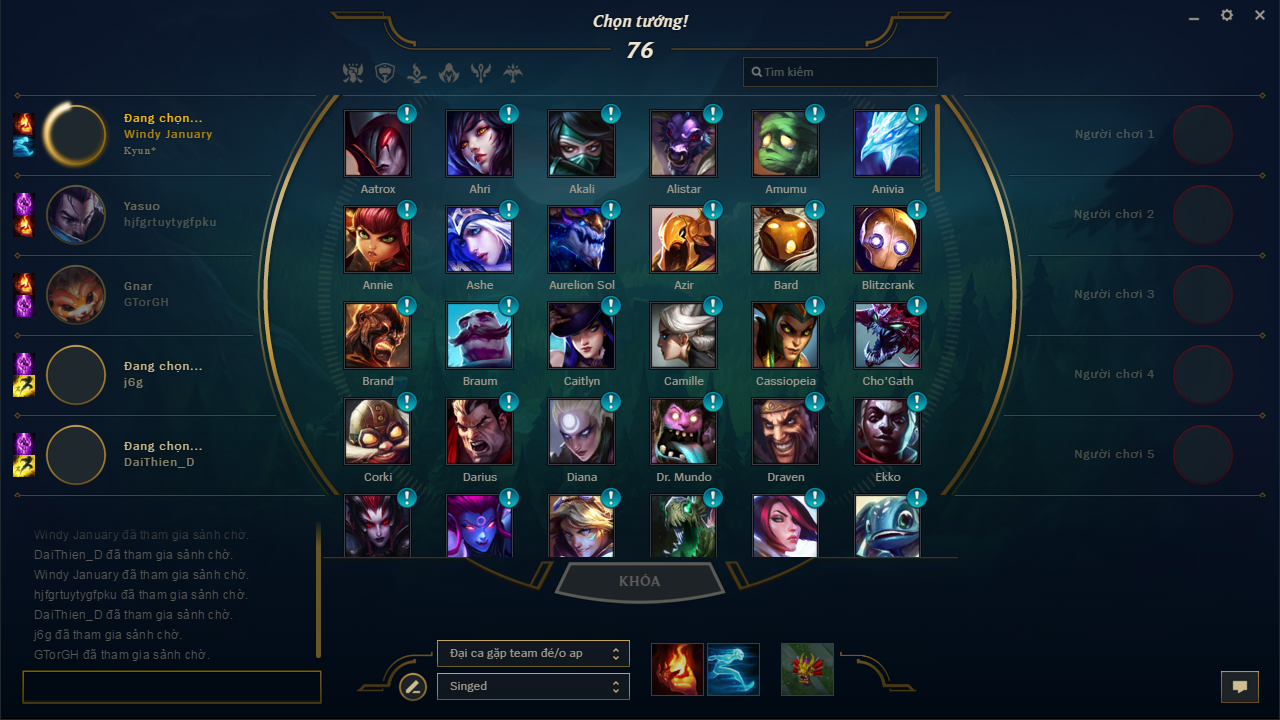 Chọn tướng!
76
Tìm kiếm
Đang chọn...
Windy January
Kyun*
Yasuo
hjfgrtuytygfpku
Gnar
GTorGH
Đang chọn...
j6g
Đang chọn...
DaiThien_D
Aatrox
Ahri
Akali
Alistar
Amumu
Anivia
Annie
Ashe
Aurelion Sol
Azir
Bard
Blitzcrank
Brand
Braum
Caitlyn
Camille
Cassiopeia
Cho'Gath
Corki
Darius
Diana
Dr. Mundo
Draven
Ekko
Người chơi 1
Người chơi 2
Người chơi 3
Người chơi 4
Người chơi 5
Windy January đã tham gia sảnh chờ.
DaiThien_D đã tham gia sảnh chờ.
Windy January đã tham gia sảnh chờ.
hjfgrtuytygfpku đã tham gia sảnh chờ.
DaiThien_D đã tham gia sảnh chờ.
j6g đã tham gia sảnh chờ.
GTorGH đã tham gia sảnh chờ.
KHÓA
Đại ca gặp team đé/o ap
Singed